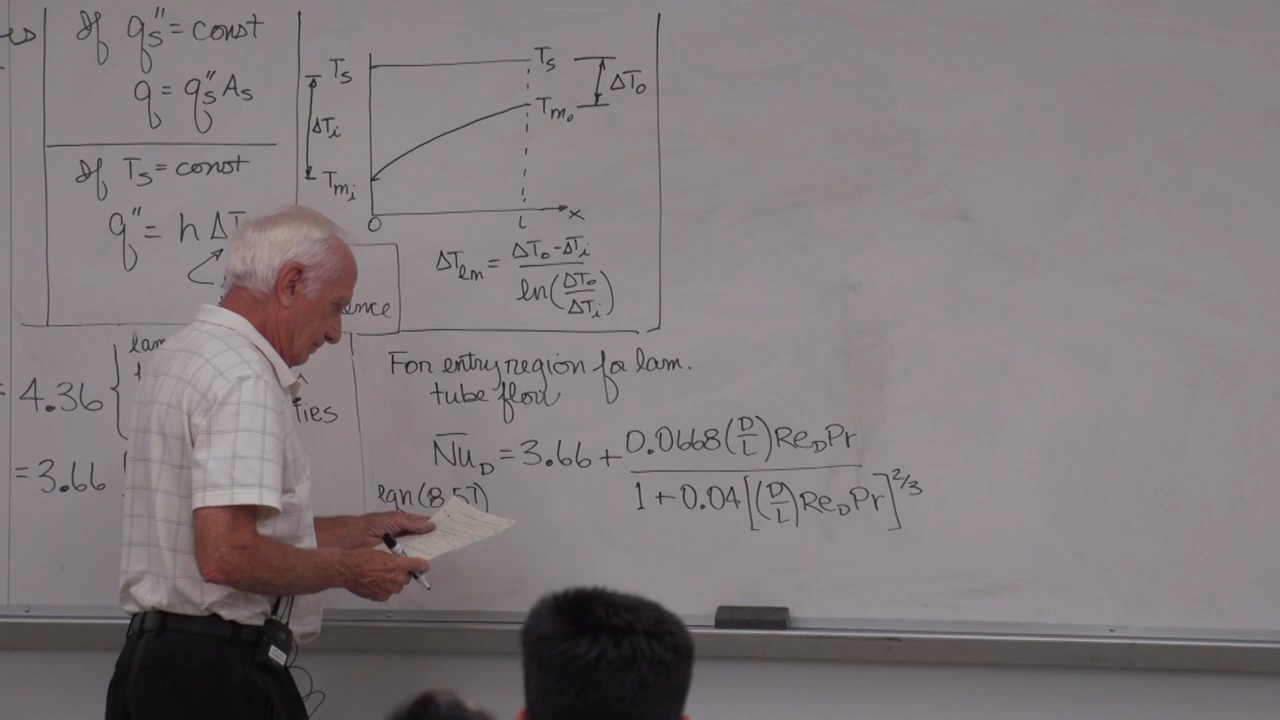 If q″s = const
q = q″s As
If Ts = const
q″ = h ΔT
ence
Ts
ΔTi
Tmi
Ts
ΔTo
Tmo
0
L
x
ΔTlm = (ΔTo - ΔTi) / ln(ΔTo/ΔTi)
= 4.36 { lam
ties
= 3.66
For entry region for lam.
tube flow
N̅u̅D = 3.66 + 0.0668(D/L)ReDPr / 1 + 0.04[(D/L)ReDPr]^2/3
eqn (8.57)